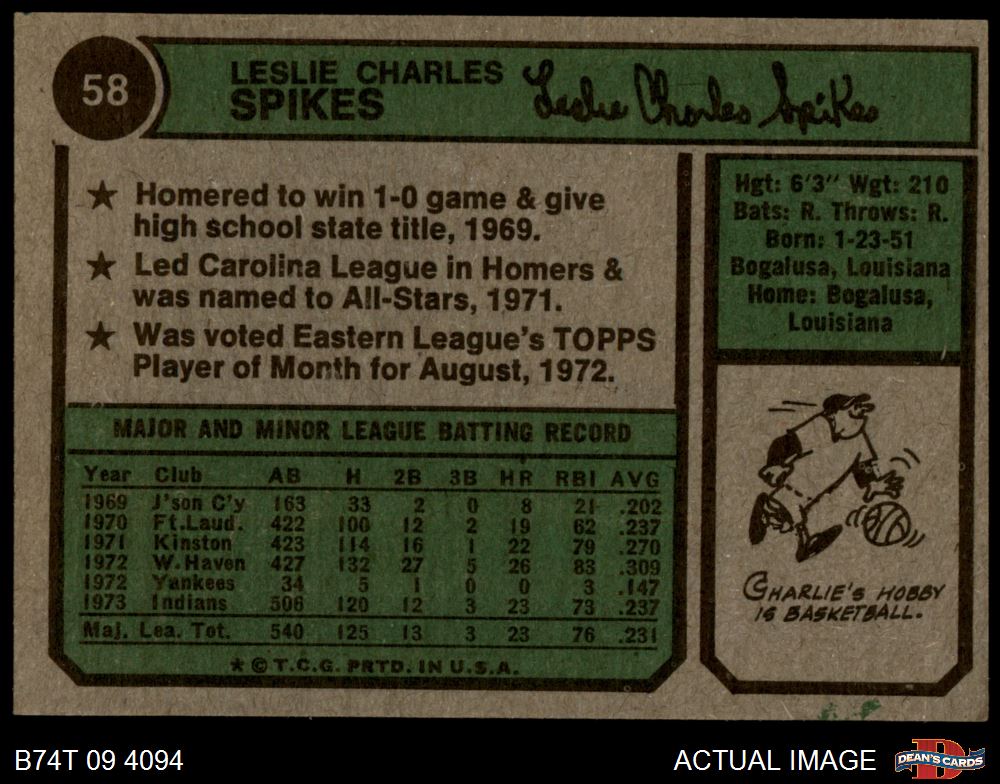 58
LESLIE CHARLES
SPIKES
Leslie Charles Spikes
★ Homered to win 1-0 game & give
high school state title, 1969.
★ Led Carolina League in Homers &
was named to All-Stars, 1971.
★ Was voted Eastern League's TOPPS
Player of Month for August, 1972.
Hgt: 6'3" Wgt: 210
Bats: R. Throws: R.
Born: 1-23-51
Bogalusa, Louisiana
Home: Bogalusa,
Louisiana
MAJOR AND MINOR LEAGUE BATTING RECORD
Year Club AB H 2B 3B HR RBI AVG
1969 J'son C'y 163 33 2 0 8 21 .202
1970 Ft.Laud. 422 100 12 2 19 62 .237
1971 Kinston 423 114 16 1 22 79 .270
1972 W.Haven 427 132 27 5 26 83 .309
1972 Yankees 34 5 1 0 0 3 .147
1973 Indians 506 120 12 3 23 73 .237
Maj. Lea. Tot. 540 125 13 3 23 76 .231
★ © T.C.G. PRTD. IN U.S.A.
CHARLIE'S HOBBY
IS BASKETBALL.
B74T 09 4094
ACTUAL IMAGE
D
DEAN'S CARDS